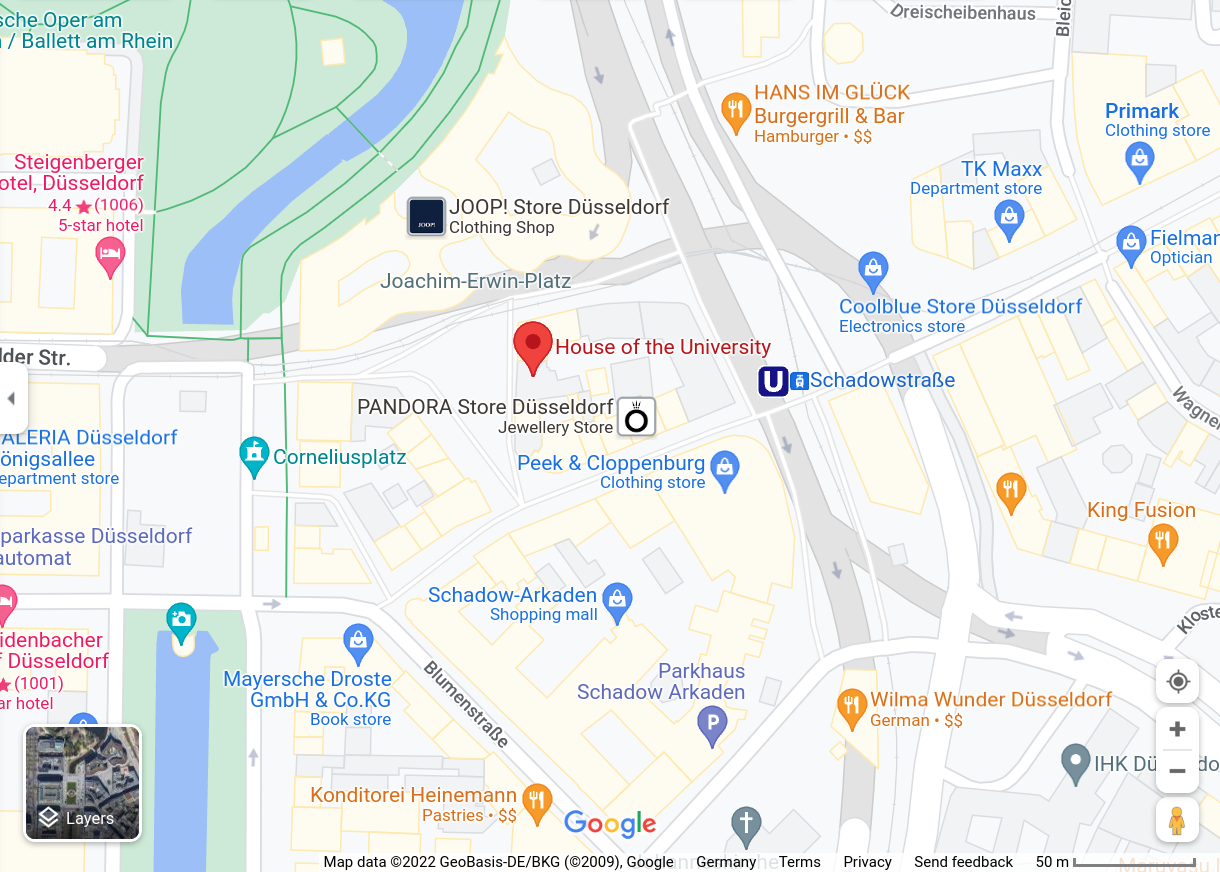 sche Oper am
/ Ballett am Rhein
Dreischeibenhaus
Bleic
HANS IM GLÜCK
Burgergrill & Bar
Hamburger • $$
Primark
Clothing store
Steigenberger
otel, Düsseldorf
4.4 ★ (1006)
5-star hotel
TK Maxx
Department store
JOOP!
JOOP! Store Düsseldorf
Clothing Shop
Fielmar
Optician
Joachim-Erwin-Platz
Coolblue Store Düsseldorf
Electronics store
lder Str.
House of the University
U
Schadowstraße
PANDORA Store Düsseldorf
Jewellery Store
Wagner
ALERIA Düsseldorf
önigsallee
epartment store
Corneliusplatz
Peek & Cloppenburg
Clothing store
King Fusion
parkasse Düsseldorf
automat
Schadow-Arkaden
Shopping mall
Kloste
idenbacher
f Düsseldorf
★ (1001)
ar hotel
Mayersche Droste
GmbH & Co.KG
Book store
Blumenstraße
Parkhaus
Schadow Arkaden
P
Wilma Wunder Düsseldorf
German • $$
IHK Dü
do
Konditorei Heinemann
Pastries • $$
Layers
Google
Map data ©2022 GeoBasis-DE/BKG (©2009), Google Germany Terms Privacy Send feedback 50 m